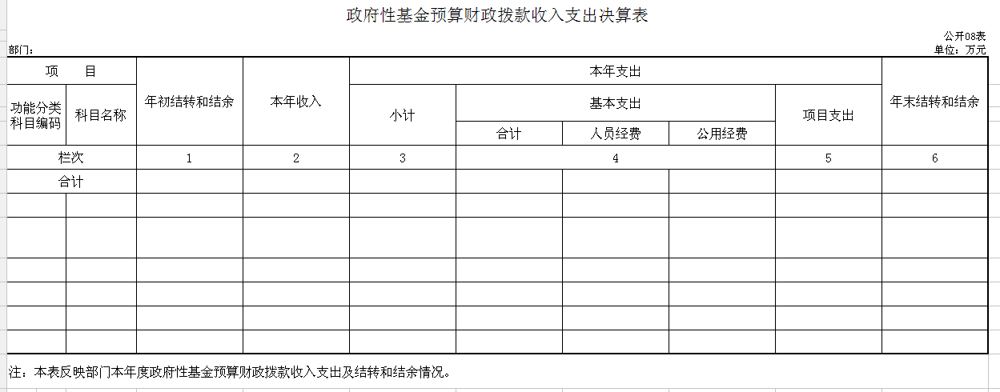 政府性基金预算财政拨款收入支出决算表
公开08表
部门：
单位：万元
项 目
年初结转和结余
本年收入
本年支出
年末结转和结余
功能分类
科目编码
科目名称
小计
基本支出
项目支出
合计
人员经费
公用经费
栏次 1 2 3 4 5 6
合计
注：本表反映部门本年度政府性基金预算财政拨款收入支出及结转和结余情况。